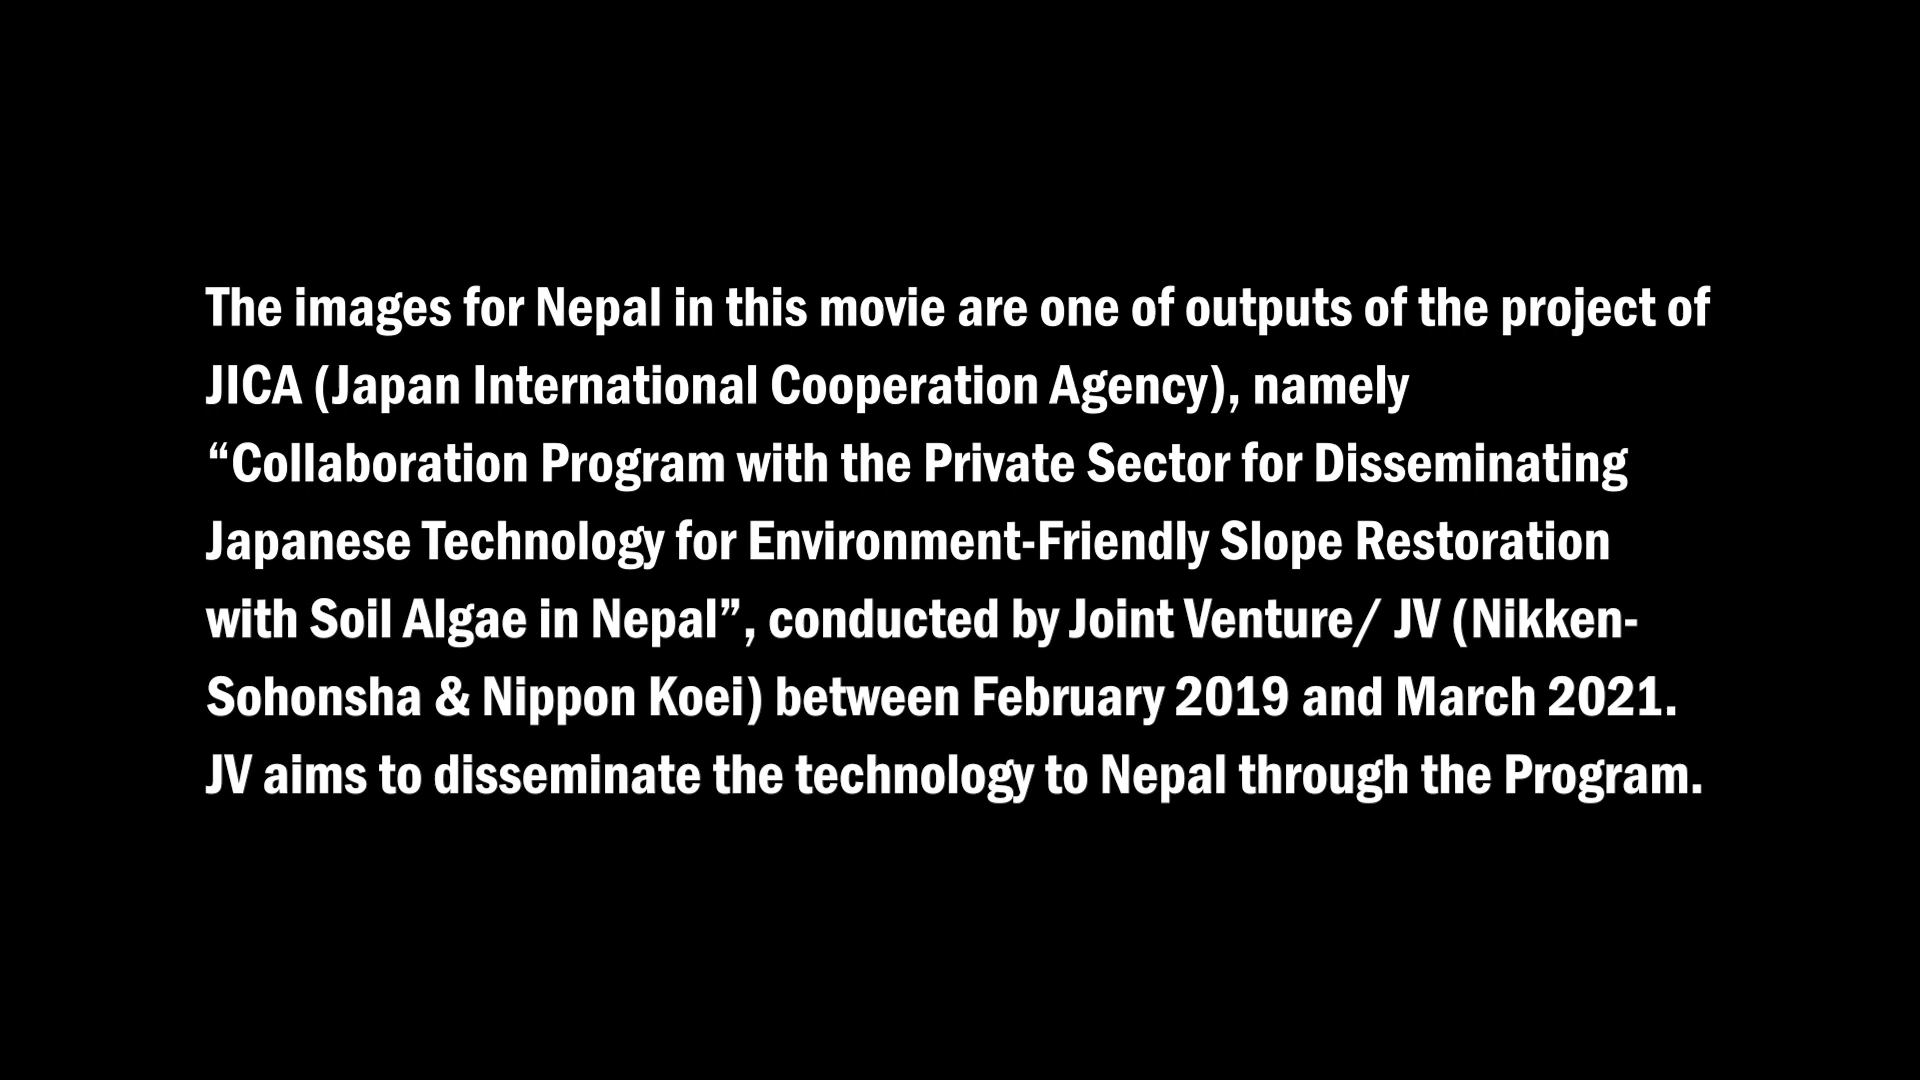 The images for Nepal in this movie are one of outputs of the project of
JICA (Japan International Cooperation Agency), namely
“Collaboration Program with the Private Sector for Disseminating
Japanese Technology for Environment-Friendly Slope Restoration
with Soil Algae in Nepal”, conducted by Joint Venture/ JV (Nikken-
Sohonsha & Nippon Koei) between February 2019 and March 2021.
JV aims to disseminate the technology to Nepal through the Program.